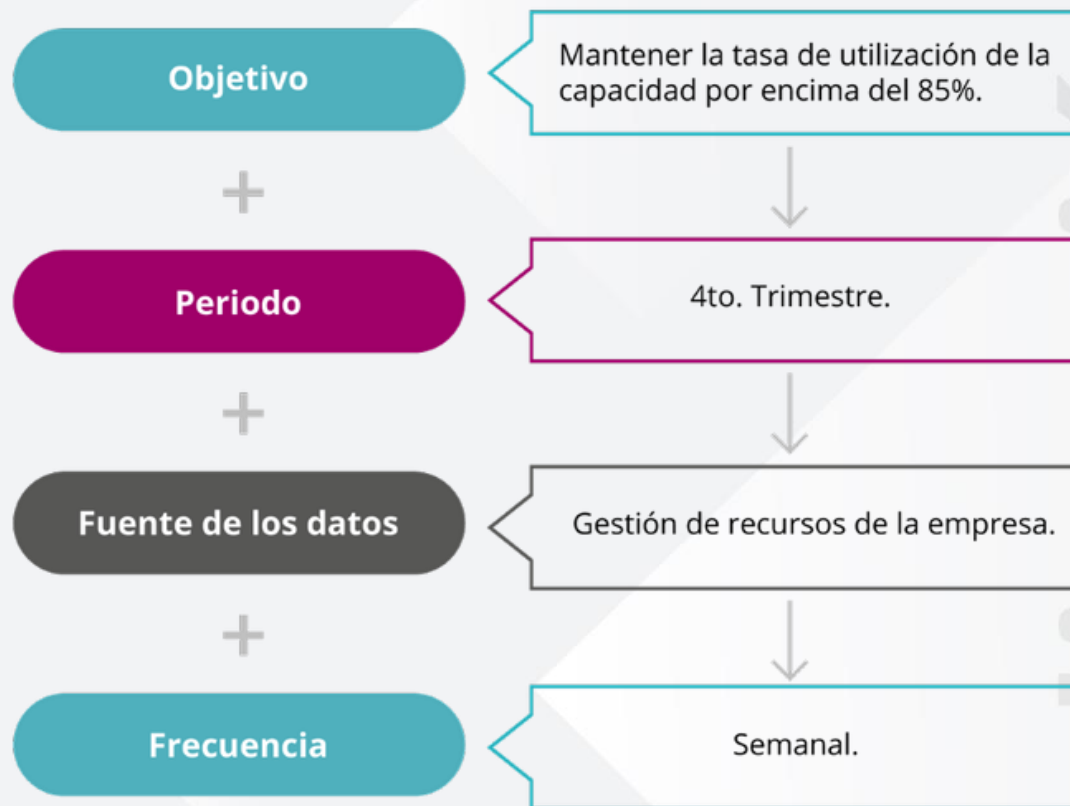 Objetivo
Mantener la tasa de utilización de la
capacidad por encima del 85%.
+
Periodo
4to. Trimestre.
+
Fuente de los datos
Gestión de recursos de la empresa.
+
Frecuencia
Semanal.